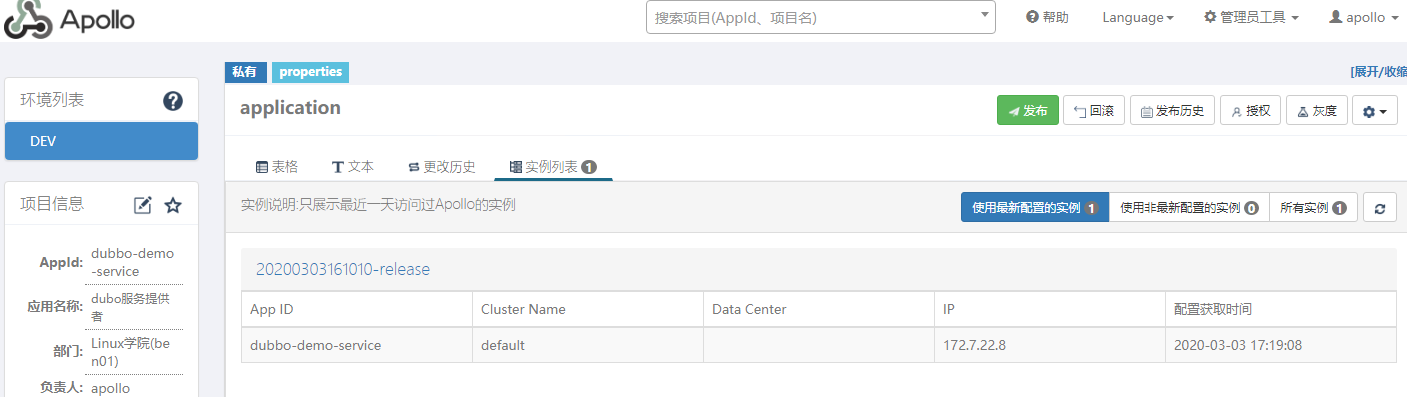 Apollo
搜索项目(AppId、项目名)
帮助
Language
管理员工具
apollo
环境列表
DEV
项目信息
AppId:
dubbo-demo
-service
应用名称:
dubo服务提供
者
部门:
Linux学院(be
n01)
负责人:
apollo
私有
properties
[展开/收缩
application
发布
回滚
发布历史
授权
灰度
表格
文本
更改历史
实例列表 1
实例说明:只展示最近一天访问过Apollo的实例
使用最新配置的实例 1
使用非最新配置的实例 0
所有实例 1
20200303161010-release
App ID
Cluster Name
Data Center
IP
配置获取时间
dubbo-demo-service
default
172.7.22.8
2020-03-03 17:19:08